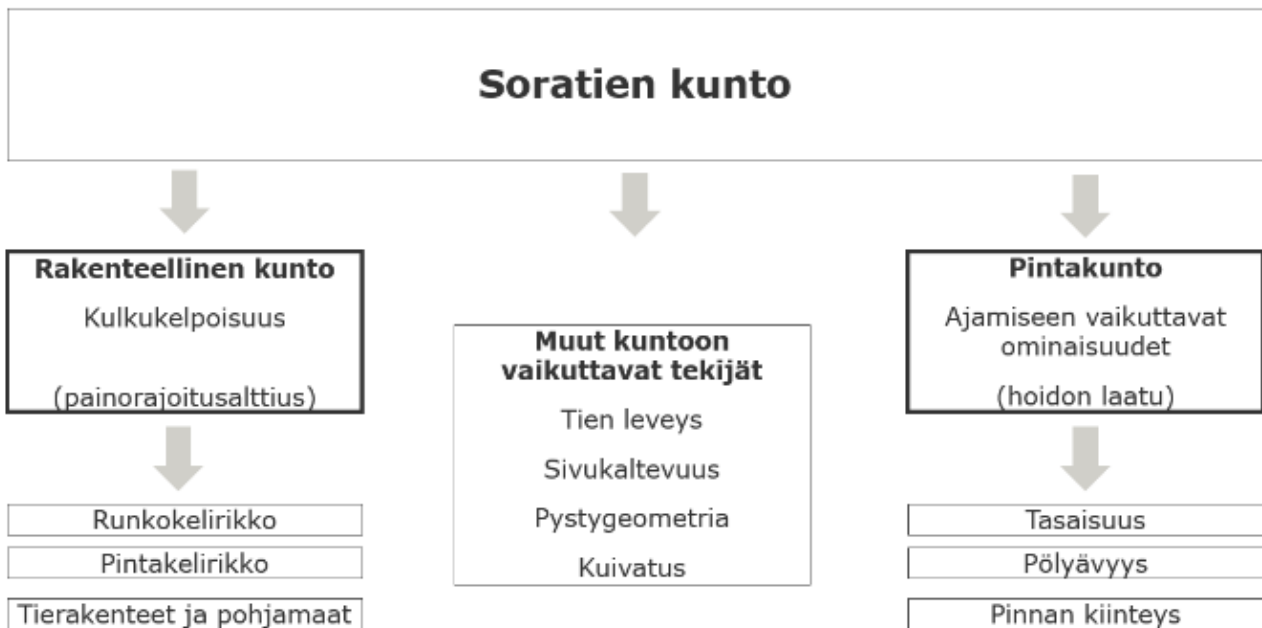 Soratien kunto
Rakenteellinen kunto
Kulkukelpoisuus
(painorajoitusalttius)
Runkokelirikko
Pintakelirikko
Tierakenteet ja pohjamaat
Muut kuntoon
vaikuttavat tekijät
Tien leveys
Sivukaltevuus
Pystygeometria
Kuivatus
Pintakunto
Ajamiseen vaikuttavat
ominaisuudet
(hoidon laatu)
Tasaisuus
Pölyävyys
Pinnan kiinteys